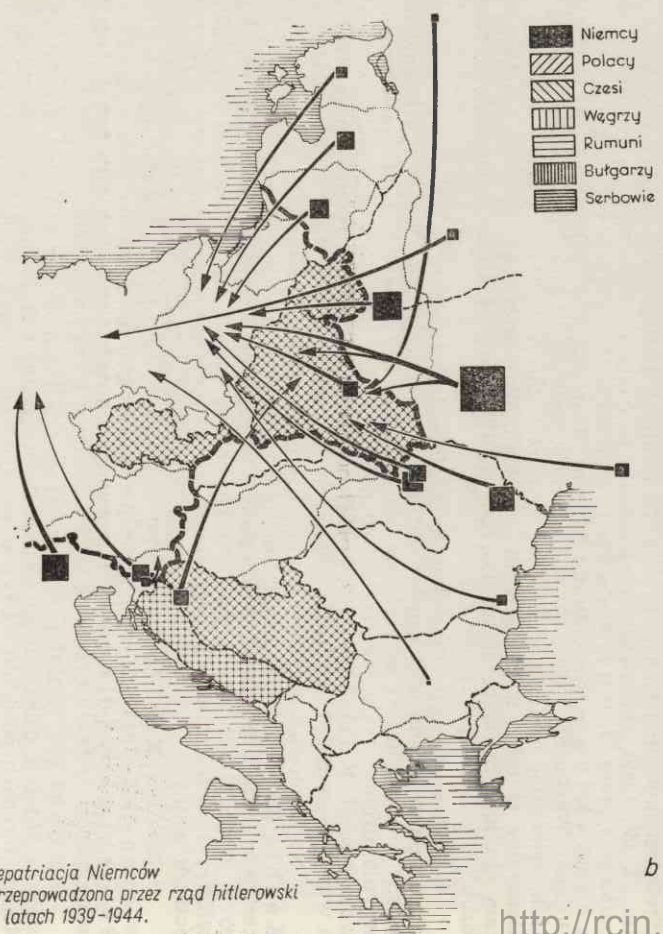 Niemcy
Polacy
Czesi
Węgrzy
Rumuni
Bułgarzy
Serbowie
epatriacja Niemców
rzeprowadzona przez rząd hitlerowski
latach 1939-1944.
b
http://rcin.